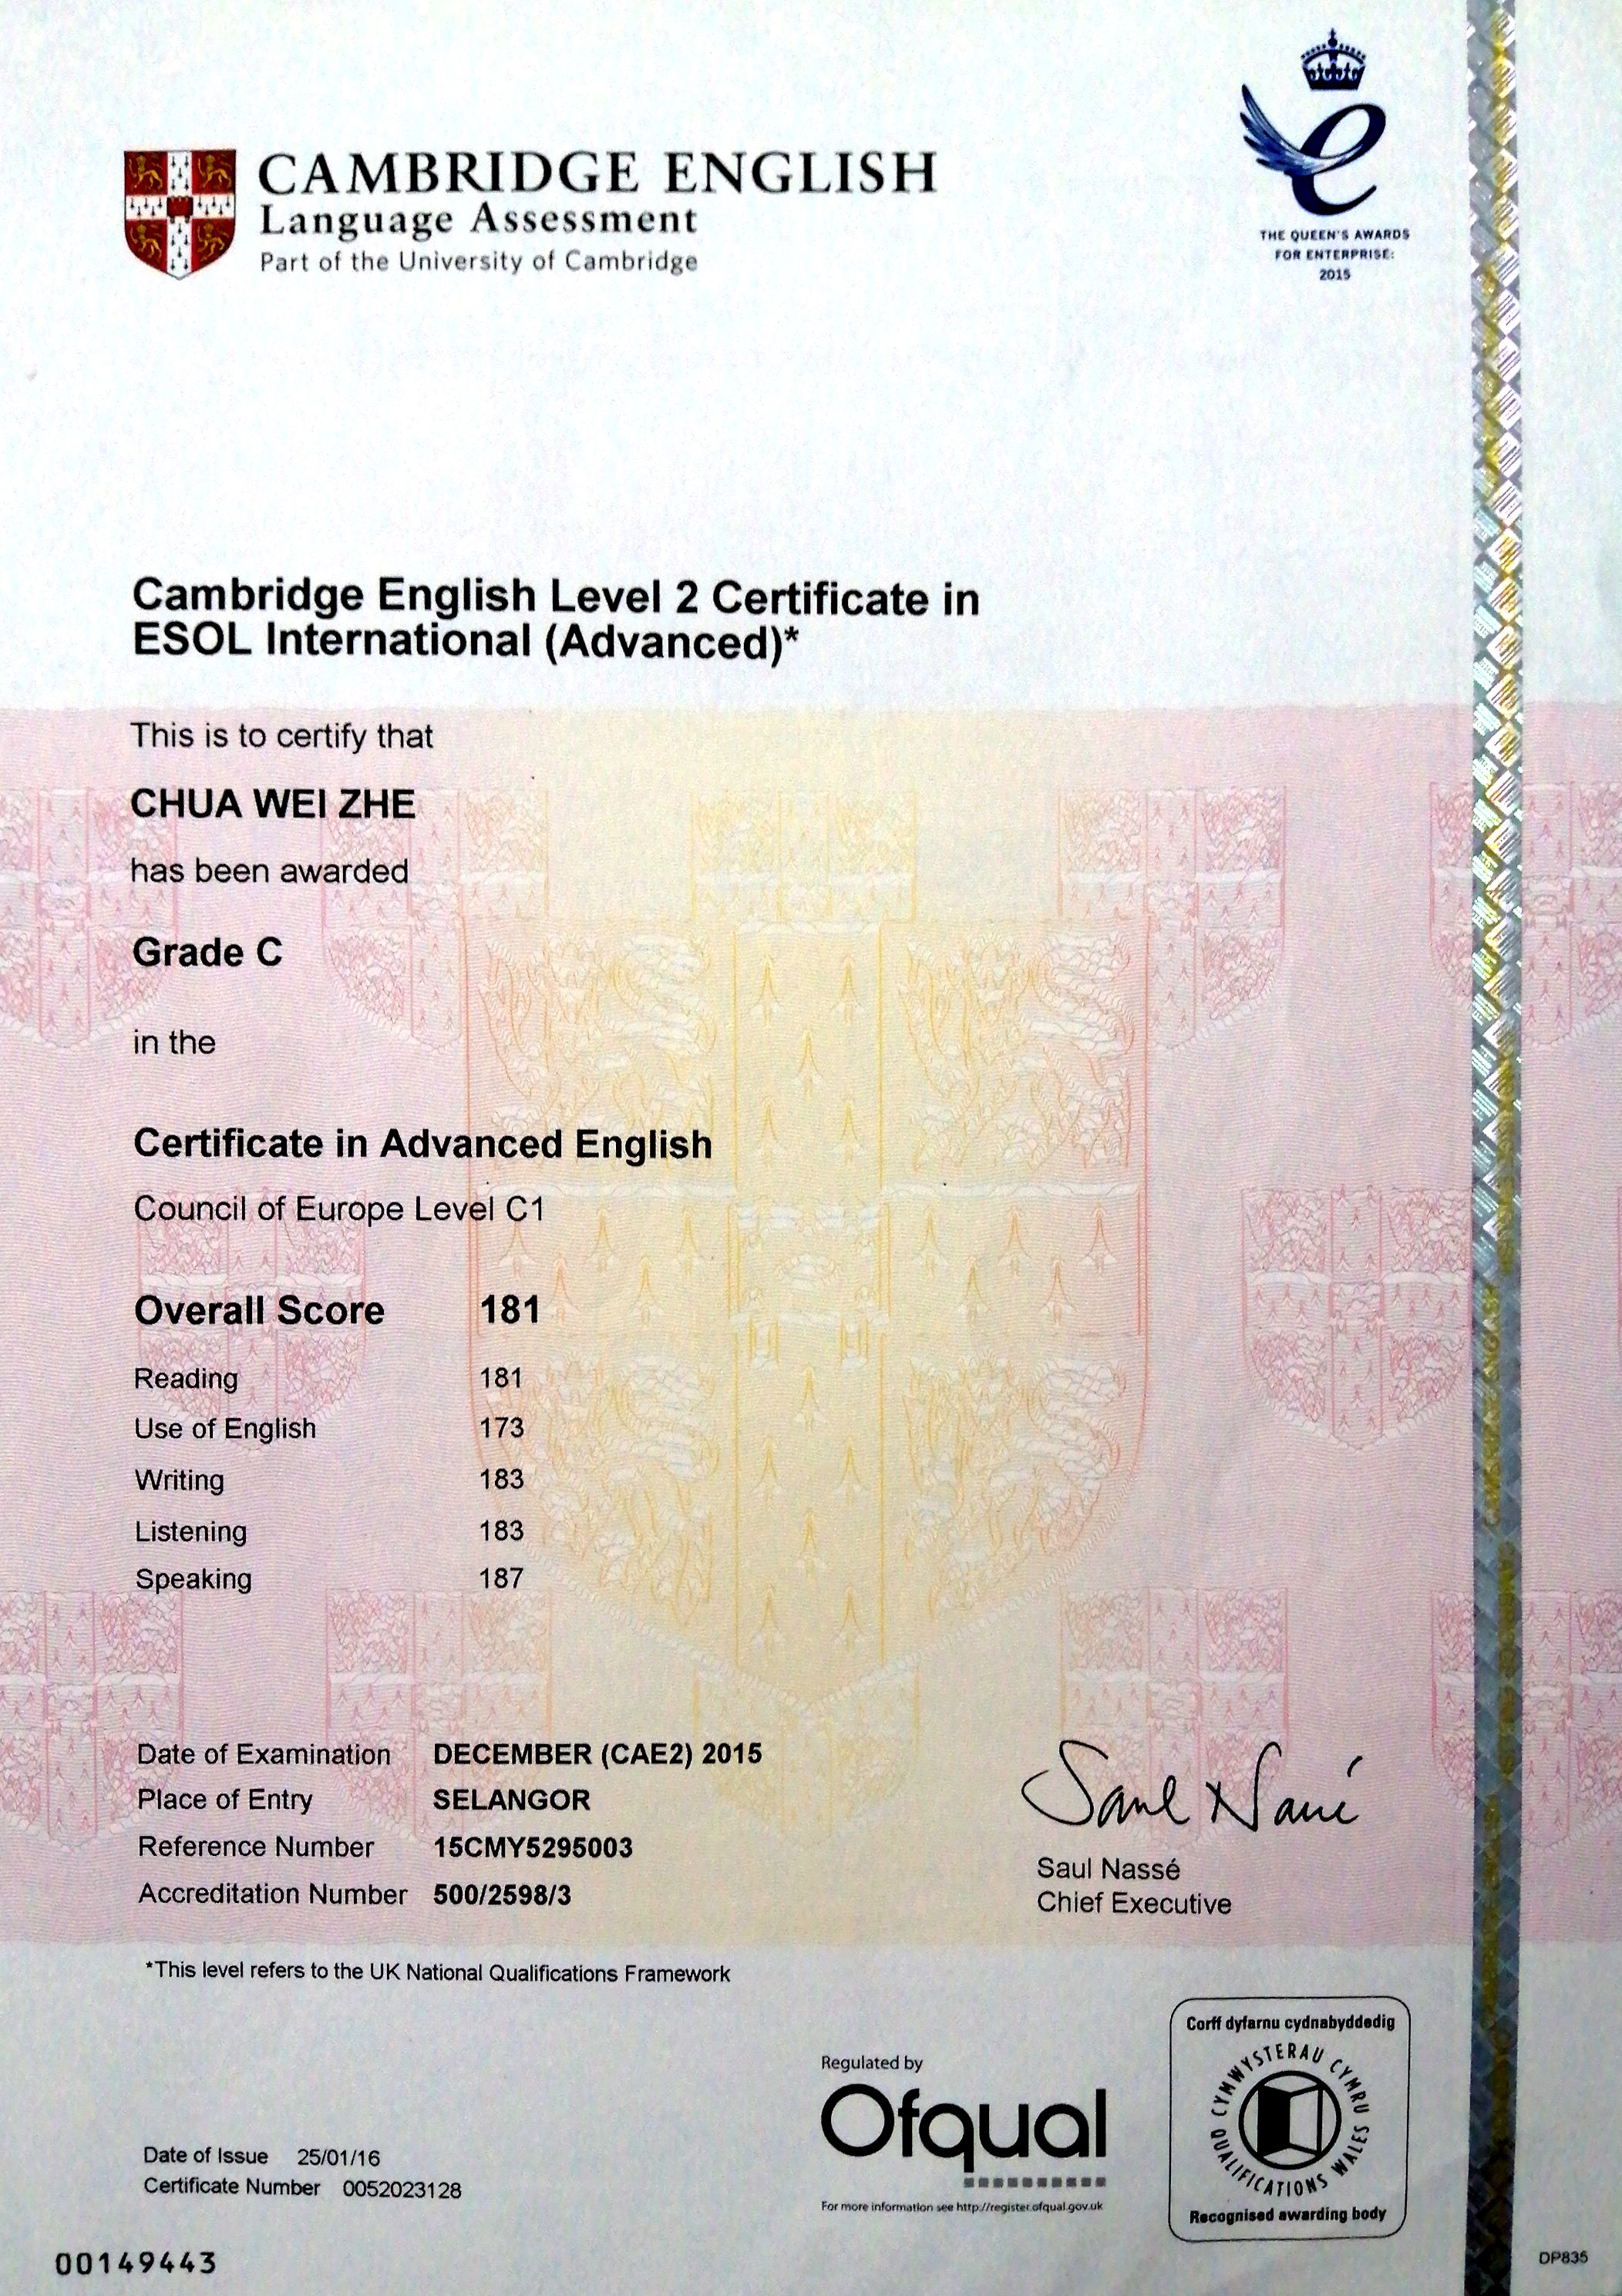 CAMBRIDGE ENGLISH
Language Assessment
Part of the University of Cambridge
THE QUEEN'S AWARDS
FOR ENTERPRISE:
2015
Cambridge English Level 2 Certificate in
ESOL International (Advanced)*
This is to certify that
CHUA WEI ZHE
has been awarded
Grade C
in the
Certificate in Advanced English
Council of Europe Level C1
Overall Score 181
Reading 181
Use of English 173
Writing 183
Listening 183
Speaking 187
Date of Examination DECEMBER (CAE2) 2015
Place of Entry SELANGOR
Reference Number 15CMY5295003
Accreditation Number 500/2598/3
Saul Nassé
Saul Nassé
Chief Executive
*This level refers to the UK National Qualifications Framework
Regulated by
Ofqual
For more information see http://register.ofqual.gov.uk
Corff dyfarnu cydnabyddedig
CYMWYSTERAU CYMRU
QUALIFICATIONS WALES
Recognised awarding body
Date of Issue 25/01/16
Certificate Number 0052023128
00149443
DP835